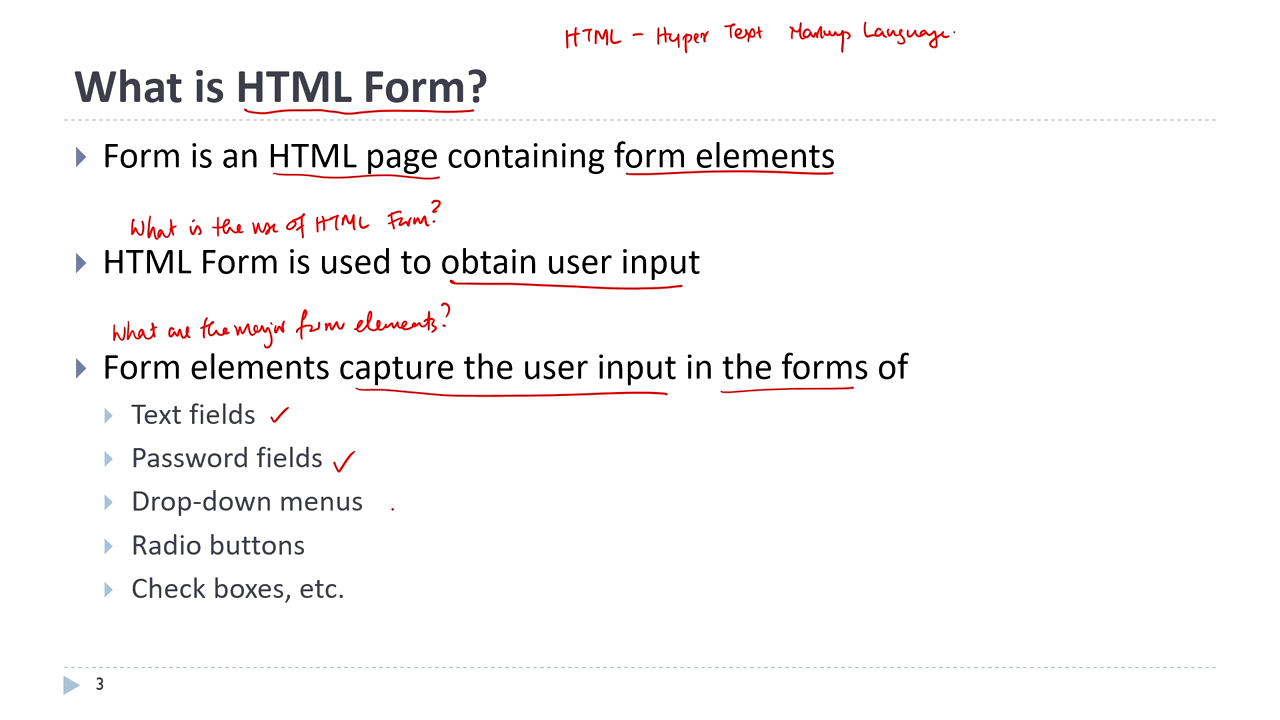 HTML - Hyper Text Markup Language.
What is HTML Form?
Form is an HTML page containing form elements
What is the use of HTML Form?
HTML Form is used to obtain user input
What are the major form elements?
Form elements capture the user input in the forms of
Text fields
Password fields
Drop-down menus
Radio buttons
Check boxes, etc.
3